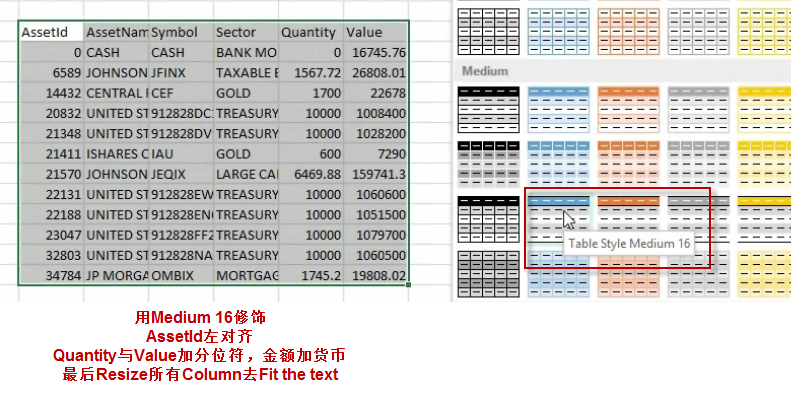 AssetId AssetNam Symbol Sector Quantity Value
0 CASH CASH BANK MO 0 16745.76
6589 JOHNSON JFINX TAXABLE E 1567.72 26808.01
14432 CENTRAL F CEF GOLD 1700 22678
20832 UNITED ST 912828DC1 TREASURY 10000 1008400
21348 UNITED ST 912828DV TREASURY 10000 1028200
21411 ISHARES C IAU GOLD 600 7290
21570 JOHNSON JEQIX LARGE CAI 6469.88 159741.3
22131 UNITED ST 912828EW TREASURY 10000 1060600
22188 UNITED ST 912828EN TREASURY 10000 1051500
23047 UNITED ST 912828FF2 TREASURY 10000 1079700
32803 UNITED ST 912828NA TREASURY 10000 1060500
34784 JP MORGA OMBIX MORTGAG 1745.2 19808.02
Medium
Table Style Medium 16
用Medium 16修饰
AssetId左对齐
Quantity与Value加分位符，金额加货币
最后Resize所有Column去Fit the text